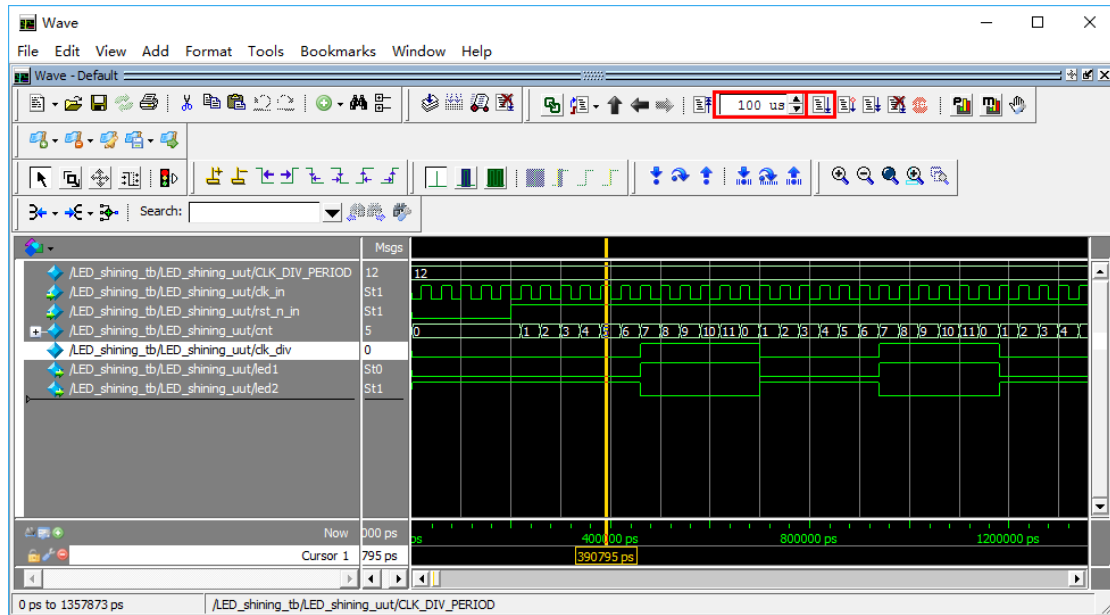 Wave
File Edit View Add Format Tools Bookmarks Window Help
Wave - Default
100 us
Search:
Msgs
/LED_shining_tb/LED_shining_uut/CLK_DIV_PERIOD 12 12
/LED_shining_tb/LED_shining_uut/clk_in St1
/LED_shining_tb/LED_shining_uut/rst_n_in St1
/LED_shining_tb/LED_shining_uut/cnt 5 0 1 2 3 4 5 6 7 8 9 10 11 0 1 2 3 4 5 6 7 8 9 10 11 0 1 2 3 4
/LED_shining_tb/LED_shining_uut/clk_div 0
/LED_shining_tb/LED_shining_uut/led1 St0
/LED_shining_tb/LED_shining_uut/led2 St1
Now 000 ps ps 400000 ps 800000 ps 1200000 ps
Cursor 1 795 ps 390795 ps
0 ps to 1357873 ps /LED_shining_tb/LED_shining_uut/CLK_DIV_PERIOD